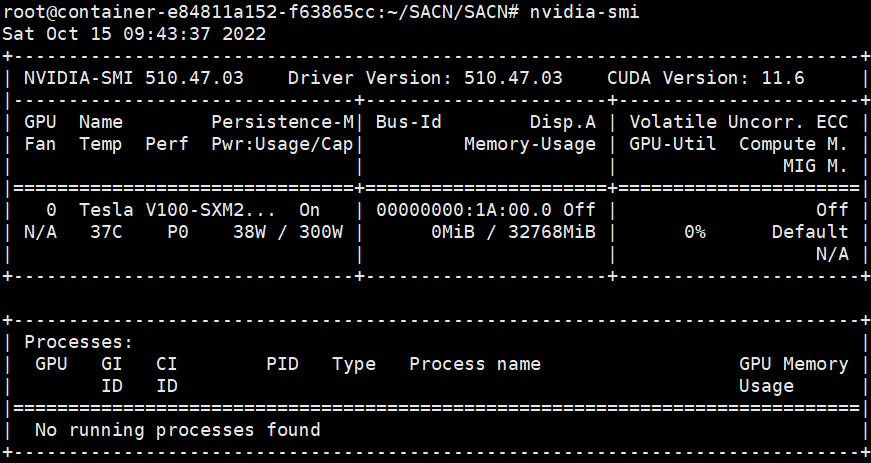 root@container-e84811a152-f63865cc:~/SACN/SACN# nvidia-smi
Sat Oct 15 09:43:37 2022
+-----------------------------------------------------------------------------+
| NVIDIA-SMI 510.47.03    Driver Version: 510.47.03    CUDA Version: 11.6     |
|-------------------------------+----------------------+----------------------+
| GPU  Name        Persistence-M| Bus-Id        Disp.A | Volatile Uncorr. ECC |
| Fan  Temp  Perf  Pwr:Usage/Cap|         Memory-Usage | GPU-Util  Compute M. |
|                               |                      |               MIG M. |
|===============================+======================+======================|
|   0  Tesla V100-SXM2...  On   | 00000000:1A:00.0 Off |                  Off |
| N/A   37C    P0    38W / 300W |      0MiB / 32768MiB |      0%      Default |
|                               |                      |                  N/A |
+-------------------------------+----------------------+----------------------+

+-----------------------------------------------------------------------------+
| Processes:                                                                  |
|  GPU   GI   CI        PID   Type   Process name                  GPU Memory |
|        ID   ID                                                   Usage      |
|=============================================================================|
|  No running processes found                                                 |
+-----------------------------------------------------------------------------+